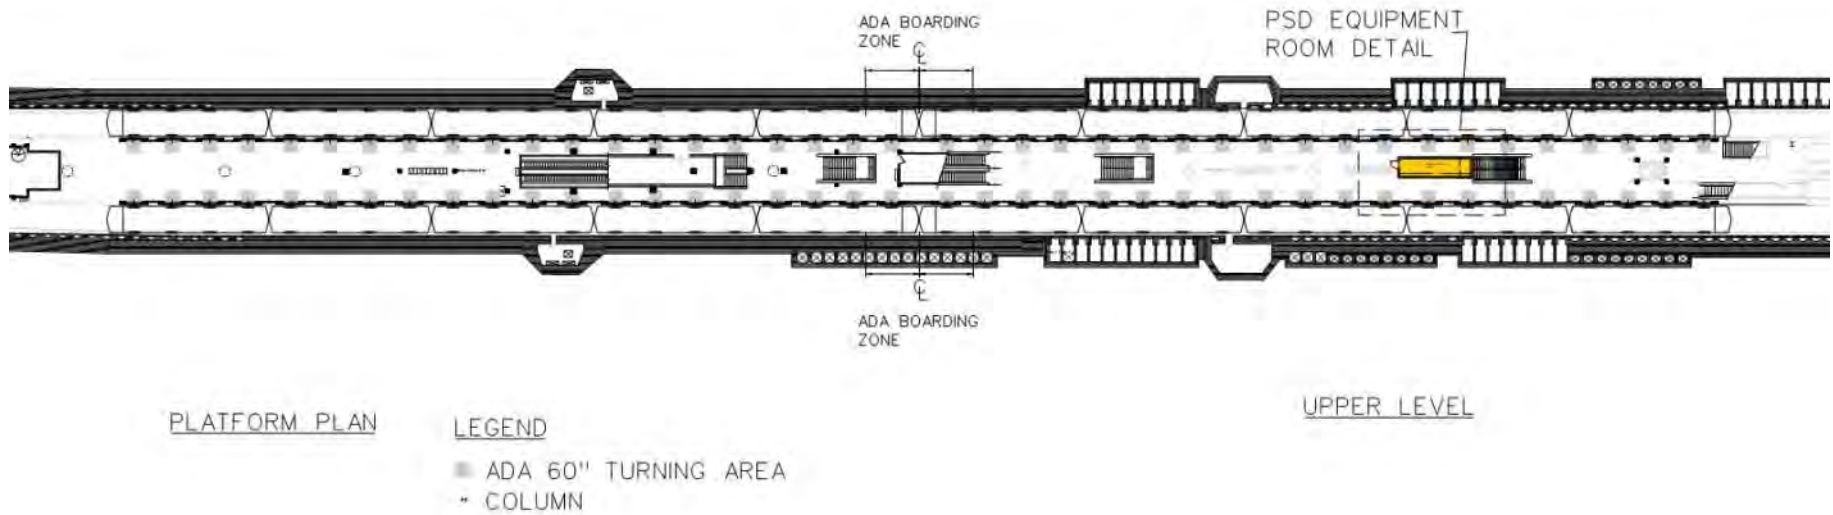 ADA BOARDING
ZONE
℄
PSD EQUIPMENT
ROOM DETAIL
℄
ADA BOARDING
ZONE
PLATFORM PLAN
LEGEND
ADA 60" TURNING AREA
COLUMN
UPPER LEVEL